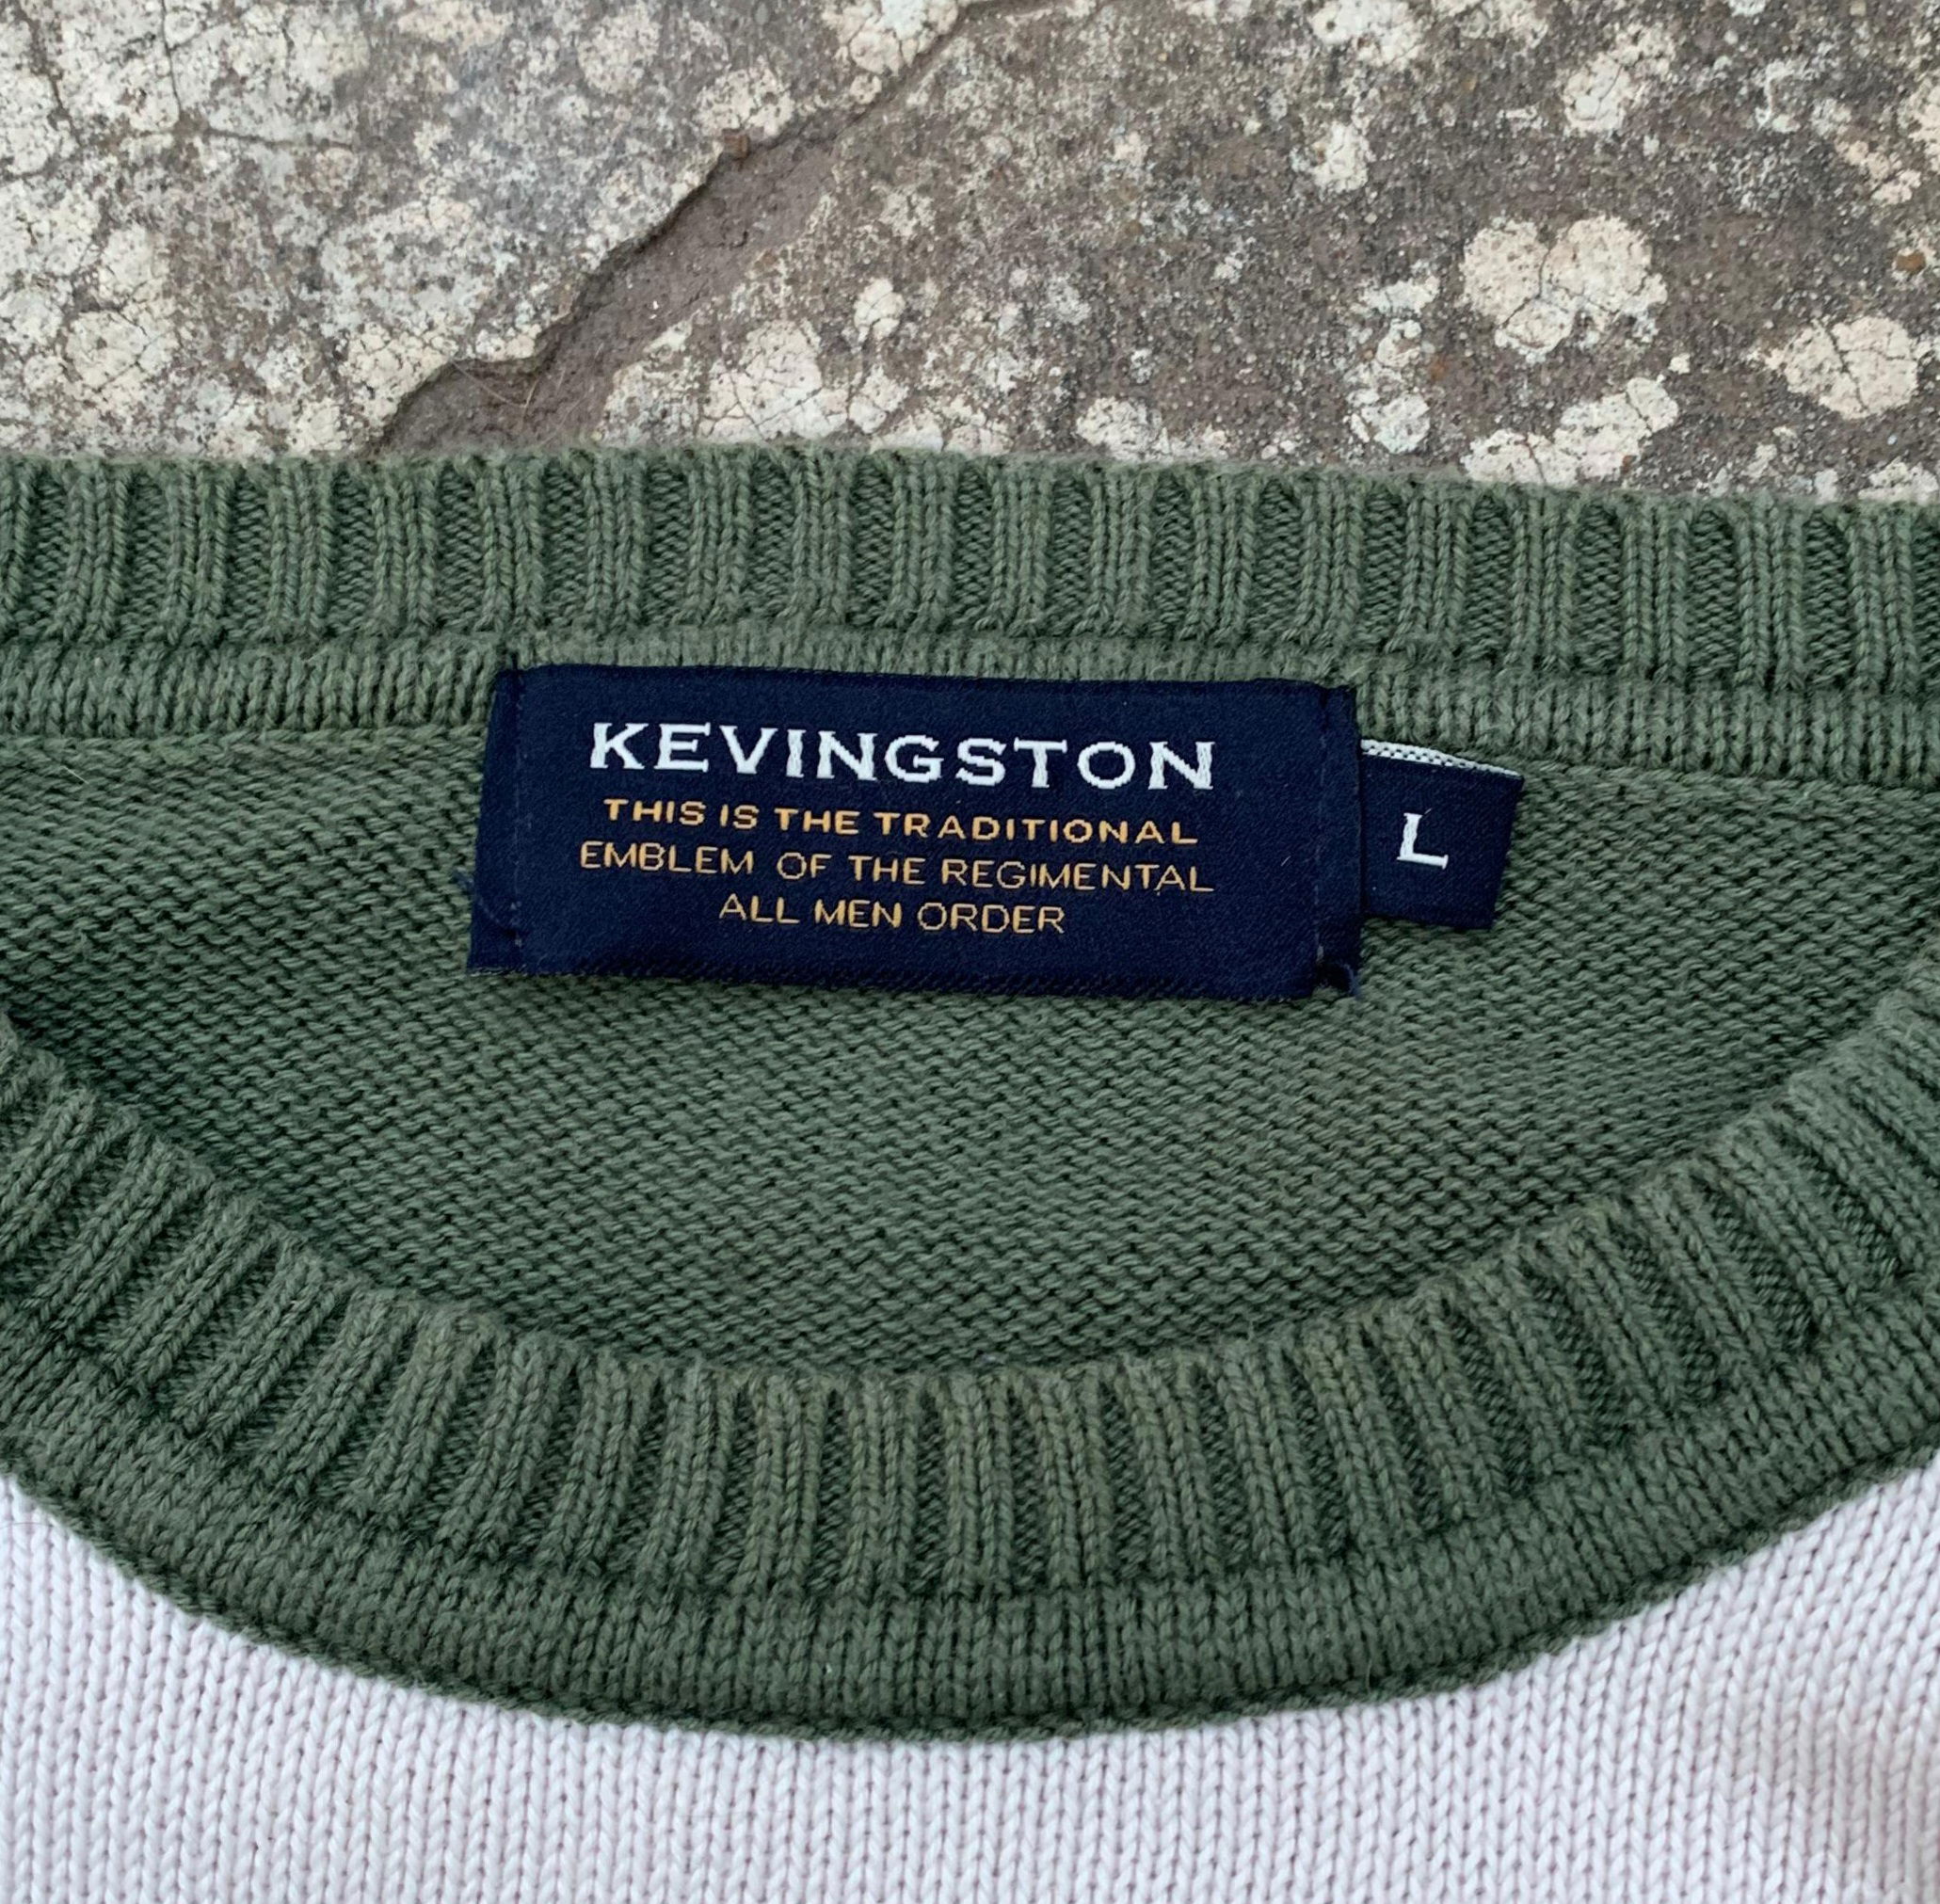 KEVINGSTON
THIS IS THE TRADITIONAL
EMBLEM OF THE REGIMENTAL
ALL MEN ORDER
L